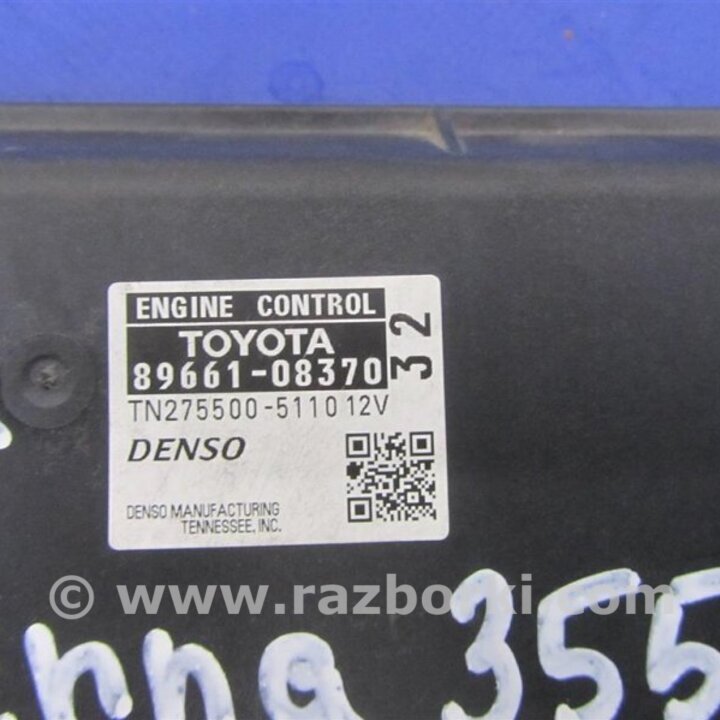 ENGINE CONTROL
TOYOTA
89661-08370
32
TN275500-5110 12V
DENSO
DENSO MANUFACTURING
TENNESSEE, INC.
© www.razborki.com
355